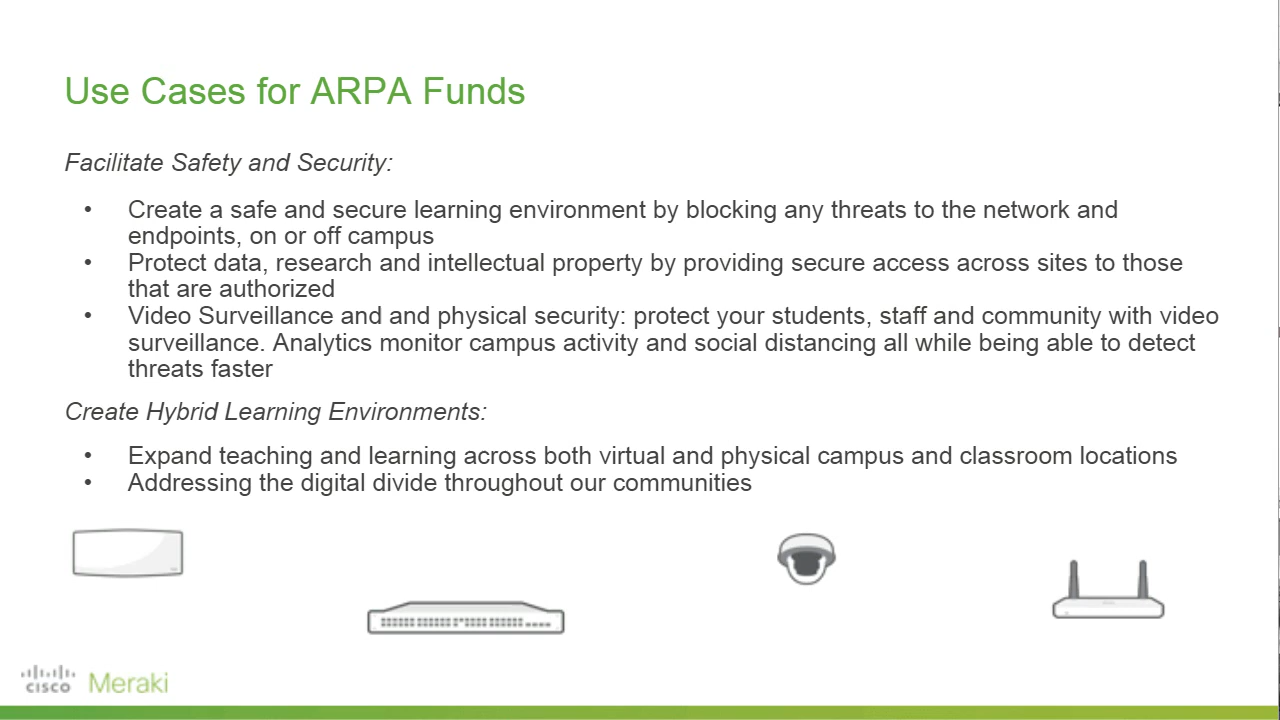 Use Cases for ARPA Funds
Facilitate Safety and Security:
• Create a safe and secure learning environment by blocking any threats to the network and
endpoints, on or off campus
• Protect data, research and intellectual property by providing secure access across sites to those
that are authorized
• Video Surveillance and and physical security: protect your students, staff and community with video
surveillance. Analytics monitor campus activity and social distancing all while being able to detect
threats faster
Create Hybrid Learning Environments:
• Expand teaching and learning across both virtual and physical campus and classroom locations
• Addressing the digital divide throughout our communities
CISCO Meraki